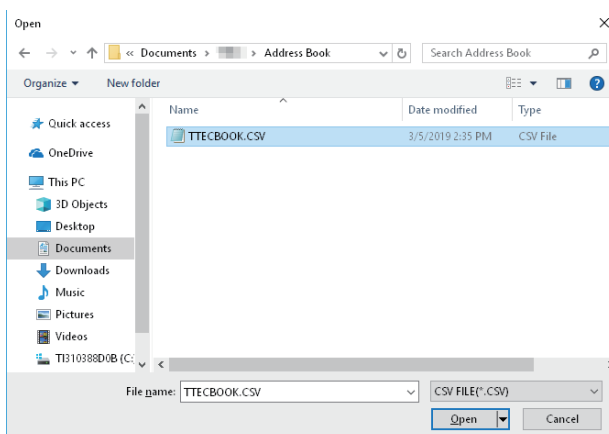 Open
« Documents > > Address Book
Search Address Book
Organize New folder
Name Date modified Type
Quick access
TTECBOOK.CSV 3/5/2019 2:35 PM CSV File
OneDrive
This PC
3D Objects
Desktop
Documents
Downloads
Music
Pictures
Videos
TI310388D0B (C:
File name: TTECBOOK.CSV CSV FILE(*.CSV)
Open Cancel